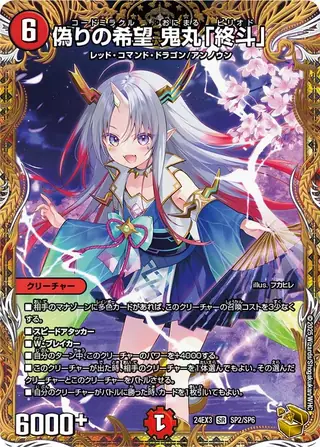 6
コードミラクル おにまる ピリオド
偽りの希望 鬼丸「終斗」
レッド・コマンド・ドラゴン/アンノウン
illus. フカヒレ
クリーチャー
■相手のマナゾーンに多色カードがあれば、このクリーチャーの召喚コストを3少なく
する。
■スピードアタッカー
■W・ブレイカー
■自分のターン中、このクリーチャーのパワーを+4000する。
■このクリーチャーが出た時、相手のクリーチャーを1体選んでもよい。その選んだ
クリーチャーとこのクリーチャーをバトルさせる。
■自分のクリーチャーがバトルに勝った時、カードを1枚引いてもよい。
6000+
1
24EX3 SR SP2/SP6